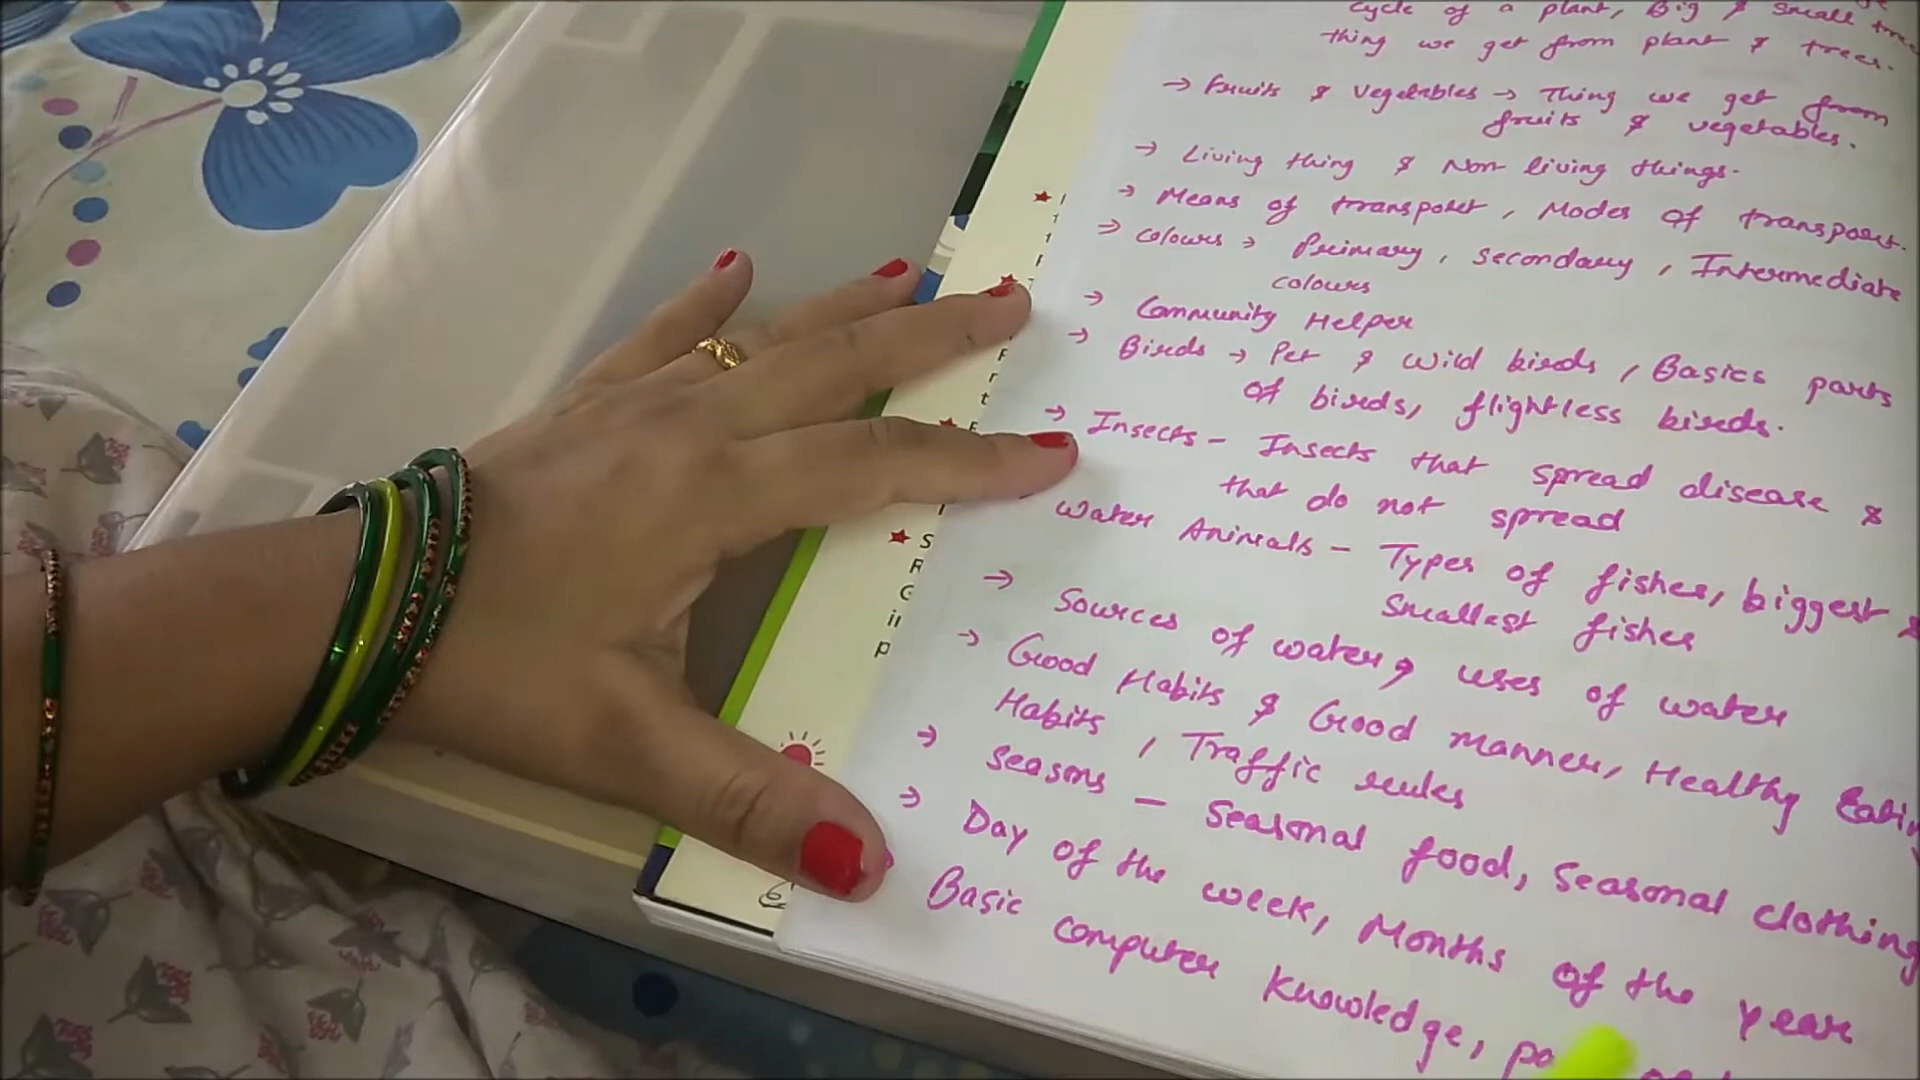 cycle of a plant, Big & small tree
thing we get from plant & trees.
→ Fruits & Vegetables → Thing we get from
fruits & vegetables.
→ Living thing & Non living things.
→ Means of transport, Modes of transport.
→ colours → Primary, secondary, Intermediate
colours
→ Community Helper
→ Birds → Pet & wild birds, Basics parts
of birds, flightless birds.
→ Insects - Insects that spread disease &
that do not spread
Water Animals - Types of fishes, biggest &
smallest fishes
→ Sources of water, uses of water
→ Good Habits & Good manner, Healthy Eatin
Habits, Traffic rules
→ seasons - Seasonal food, Seasonal clothing
→ Day of the week, Months of the year
Basic computer knowledge,